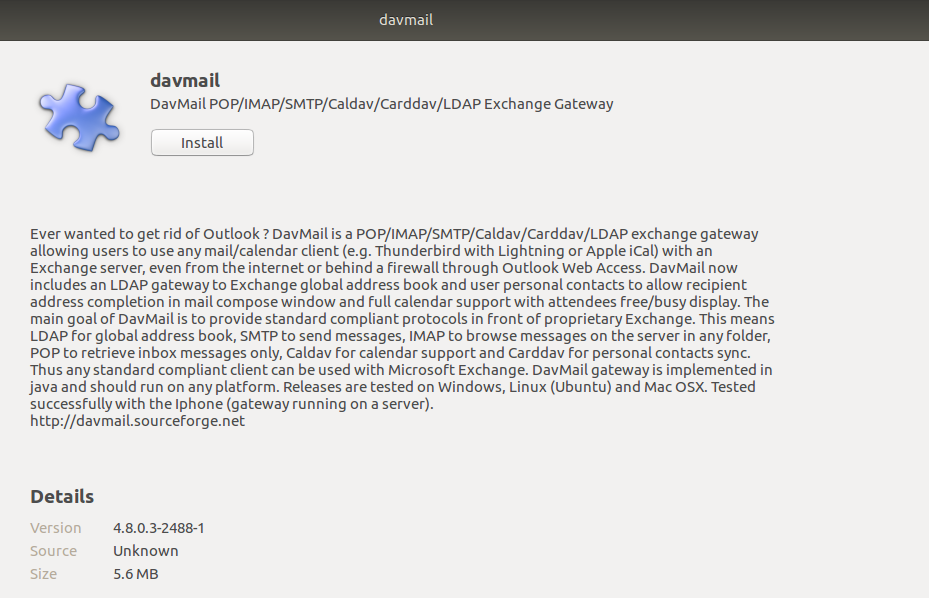 davmail
davmail
DavMail POP/IMAP/SMTP/Caldav/Carddav/LDAP Exchange Gateway
Install
Ever wanted to get rid of Outlook ? DavMail is a POP/IMAP/SMTP/Caldav/Carddav/LDAP exchange gateway
allowing users to use any mail/calendar client (e.g. Thunderbird with Lightning or Apple iCal) with an
Exchange server, even from the internet or behind a firewall through Outlook Web Access. DavMail now
includes an LDAP gateway to Exchange global address book and user personal contacts to allow recipient
address completion in mail compose window and full calendar support with attendees free/busy display. The
main goal of DavMail is to provide standard compliant protocols in front of proprietary Exchange. This means
LDAP for global address book, SMTP to send messages, IMAP to browse messages on the server in any folder,
POP to retrieve inbox messages only, Caldav for calendar support and Carddav for personal contacts sync.
Thus any standard compliant client can be used with Microsoft Exchange. DavMail gateway is implemented in
java and should run on any platform. Releases are tested on Windows, Linux (Ubuntu) and Mac OSX. Tested
successfully with the Iphone (gateway running on a server).
http://davmail.sourceforge.net
Details
Version 4.8.0.3-2488-1
Source Unknown
Size 5.6 MB